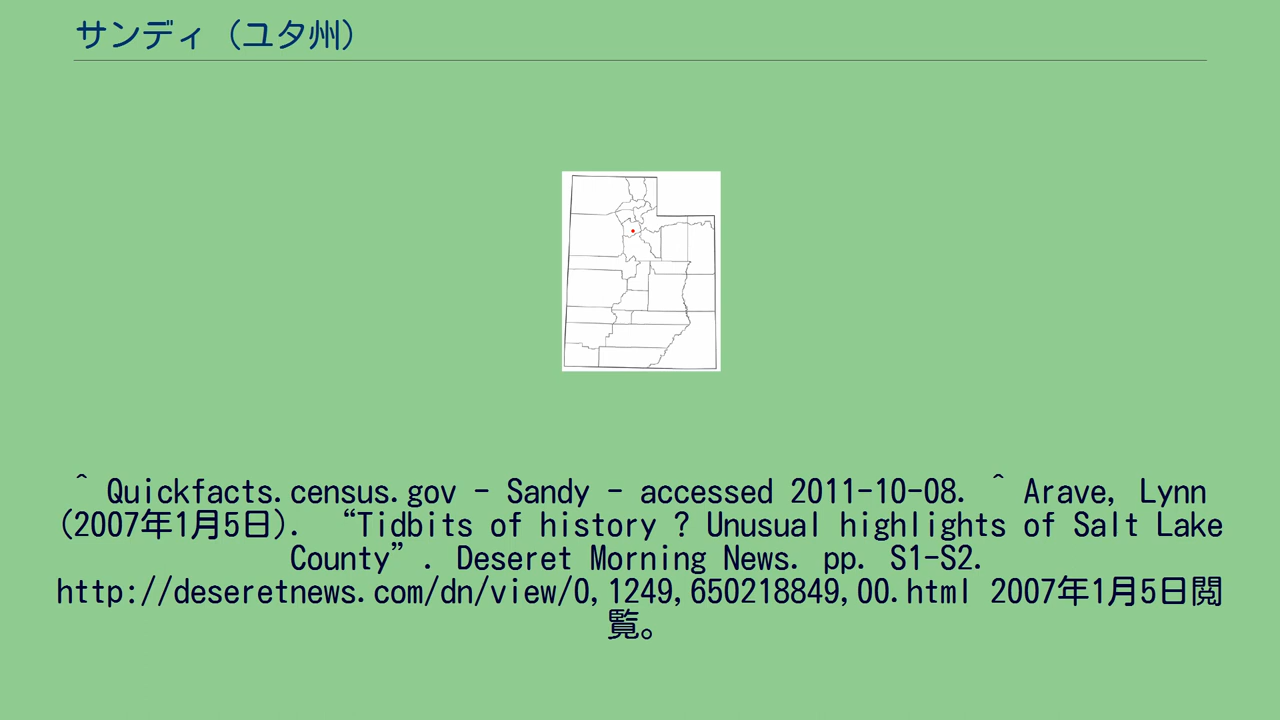 サンディ (ユタ州)
^ Quickfacts.census.gov - Sandy - accessed 2011-10-08. ^ Arave, Lynn
(2007年1月5日). “Tidbits of history ? Unusual highlights of Salt Lake
County”. Deseret Morning News. pp. S1-S2.
http://deseretnews.com/dn/view/0,1249,650218849,00.html 2007年1月5日閲
覧。